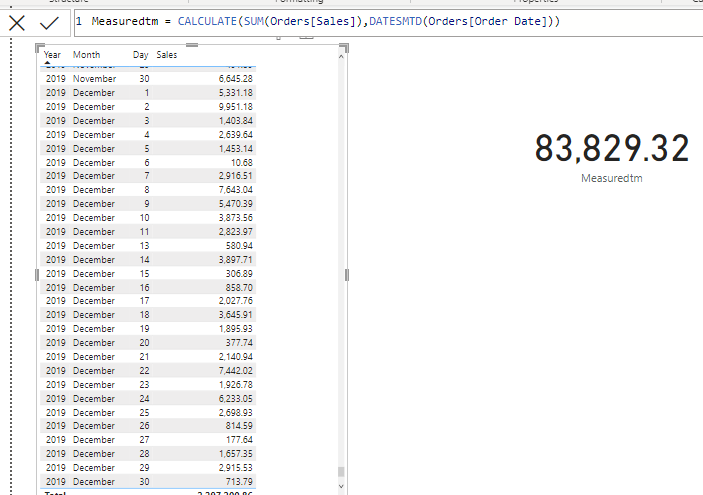 Formatting
1 Measuredtm = CALCULATE(SUM(Orders[Sales]),DATESMTD(Orders[Order Date]))
Year Month Day Sales
2019 November 30 6,645.28
2019 December 1 5,331.18
2019 December 2 9,951.18
2019 December 3 1,403.84
2019 December 4 2,639.64
2019 December 5 1,453.14
2019 December 6 10.68
2019 December 7 2,916.51
2019 December 8 7,643.04
2019 December 9 5,470.39
2019 December 10 3,873.56
2019 December 11 2,823.97
2019 December 13 580.94
2019 December 14 3,897.71
2019 December 15 306.89
2019 December 16 858.70
2019 December 17 2,027.76
2019 December 18 3,645.91
2019 December 19 1,895.93
2019 December 20 377.74
2019 December 21 2,140.94
2019 December 22 7,442.02
2019 December 23 1,926.78
2019 December 24 6,233.05
2019 December 25 2,698.93
2019 December 26 814.59
2019 December 27 177.64
2019 December 28 1,657.35
2019 December 29 2,915.53
2019 December 30 713.79
Total
83,829.32
Measuredtm